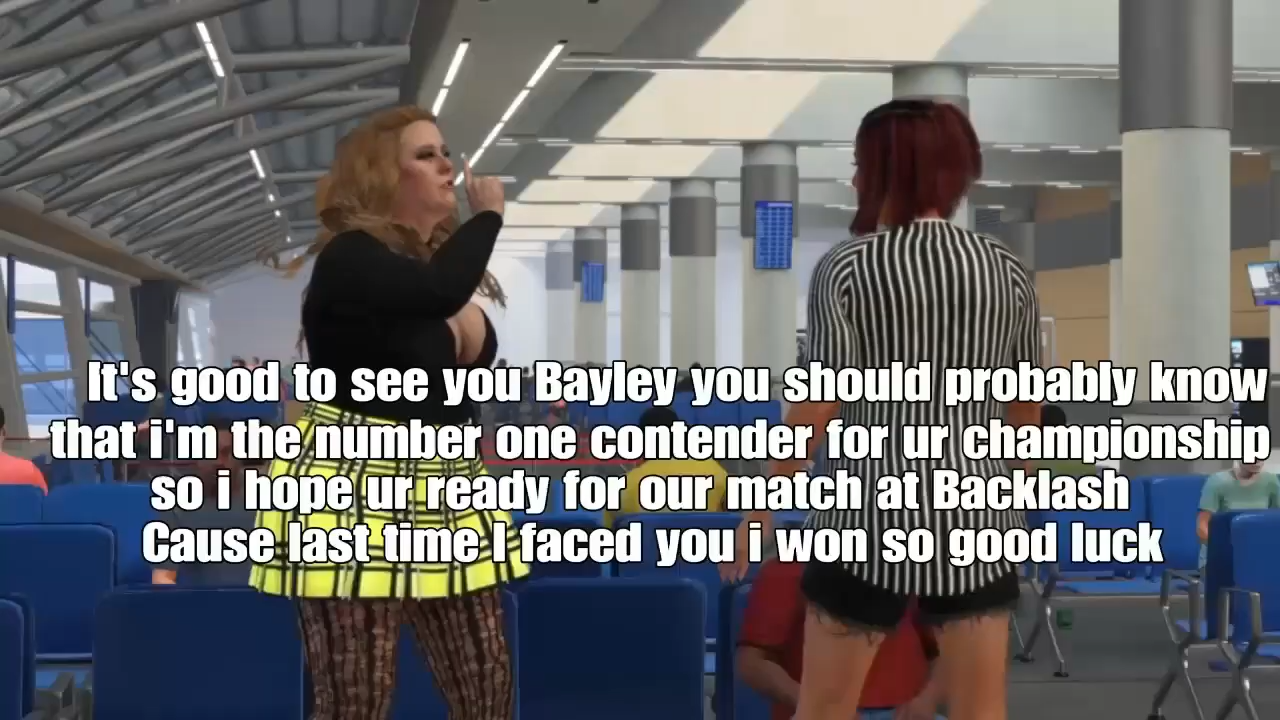 It's good to see you Bayley you should probably know
that i'm the number one contender for ur championship
so i hope ur ready for our match at Backlash
Cause last time I faced you i won so good luck